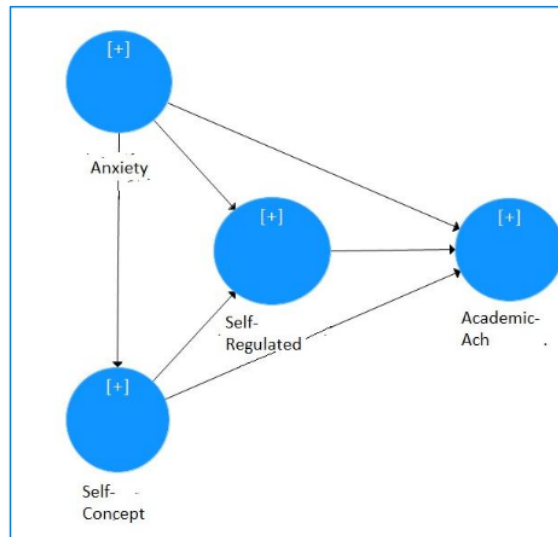 [+]
Anxiety
[+]
Self-
Regulated
[+]
Academic-
Ach
[+]
Self-
Concept